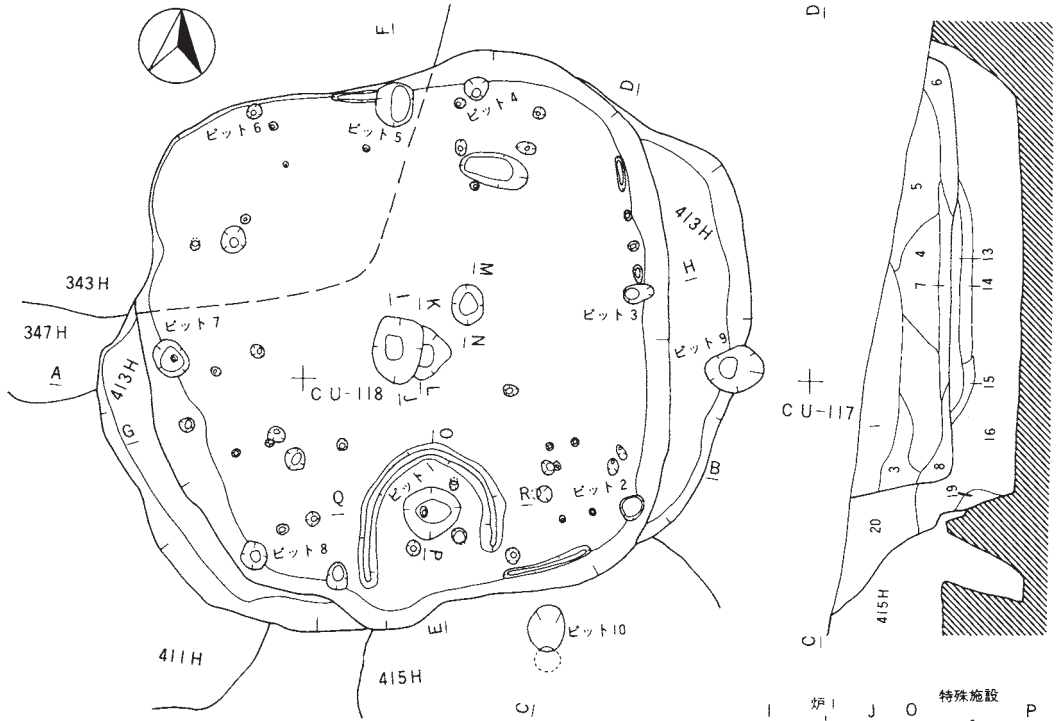 E
D
ピット4
ピット5
ピット6
413H
H
343H
M
I
K
N
ピット3
ピット7
347H
A
413H
ピット9
J
L
CU-118
CU-117
G
O
ピット1
B
Q
R
ピット2
P
ピット8
E
ピット10
411H
415H
C
D
6
5
4
7
13
14
15
16
1
3
8
19
20
415H
C
特殊施設
I
炉1
J
O
P